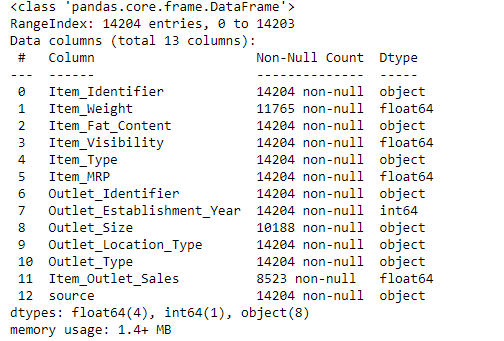 <class 'pandas.core.frame.DataFrame'>
RangeIndex: 14204 entries, 0 to 14203
Data columns (total 13 columns):
 #   Column                     Non-Null Count  Dtype
---  ------                     --------------  -----
 0   Item_Identifier            14204 non-null  object
 1   Item_Weight                11765 non-null  float64
 2   Item_Fat_Content           14204 non-null  object
 3   Item_Visibility            14204 non-null  float64
 4   Item_Type                  14204 non-null  object
 5   Item_MRP                   14204 non-null  float64
 6   Outlet_Identifier          14204 non-null  object
 7   Outlet_Establishment_Year  14204 non-null  int64
 8   Outlet_Size                10188 non-null  object
 9   Outlet_Location_Type       14204 non-null  object
 10  Outlet_Type                14204 non-null  object
 11  Item_Outlet_Sales          8523 non-null   float64
 12  source                     14204 non-null  object
dtypes: float64(4), int64(1), object(8)
memory usage: 1.4+ MB